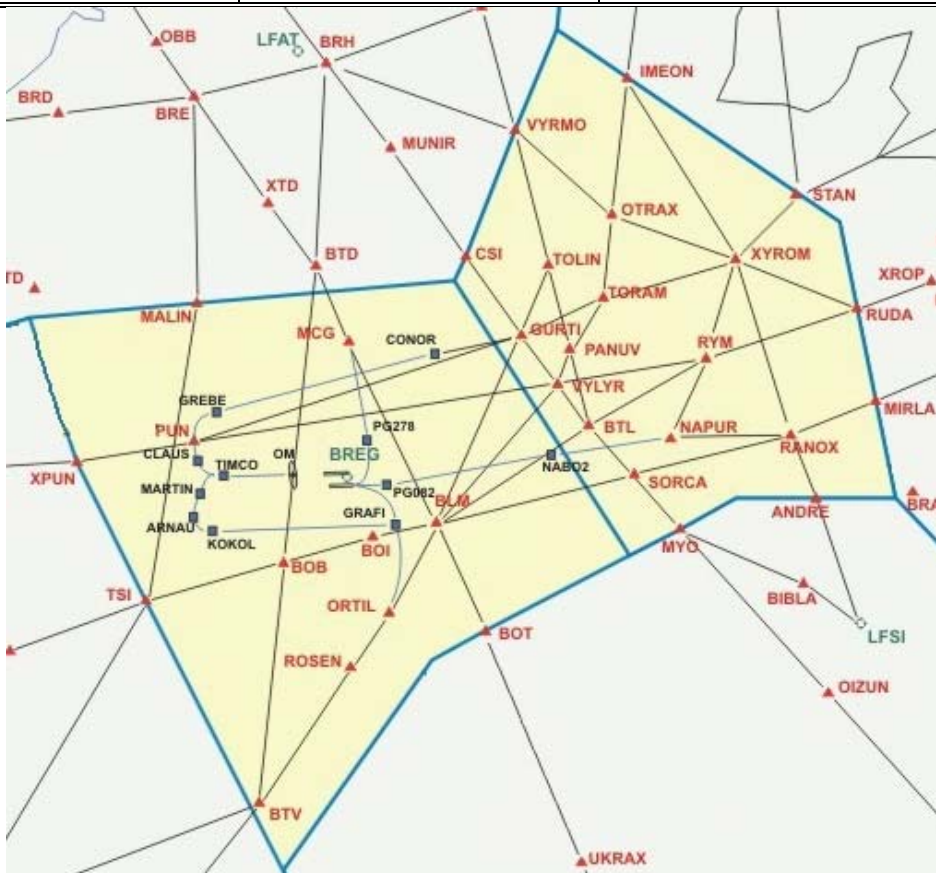 OBB
LFAT
BRH
IMEON
BRD
BRE
VYRMO
MUNIR
STAN
XTD
OTRAX
BTD
CSI
TOLIN
XYROM
XROP
TD
MALIN
TORAM
RUDA
MCG
CONOR
GURTI
PANUV
RYM
VYLYR
GREBE
MIRLA
PUN
PG278
BTL
NAPUR
CLAUS
OM
BREG
RANOX
XPUN
TIMCO
NABO2
SORCA
MARTIN
PG082
BLM
ANDRE
BRA
ARNAU
GRAFI
KOKOL
BOI
MYO
BOB
TSI
ORTIL
BIBLA
BOT
LFSI
ROSEN
OIZUN
BTV
UKRAX